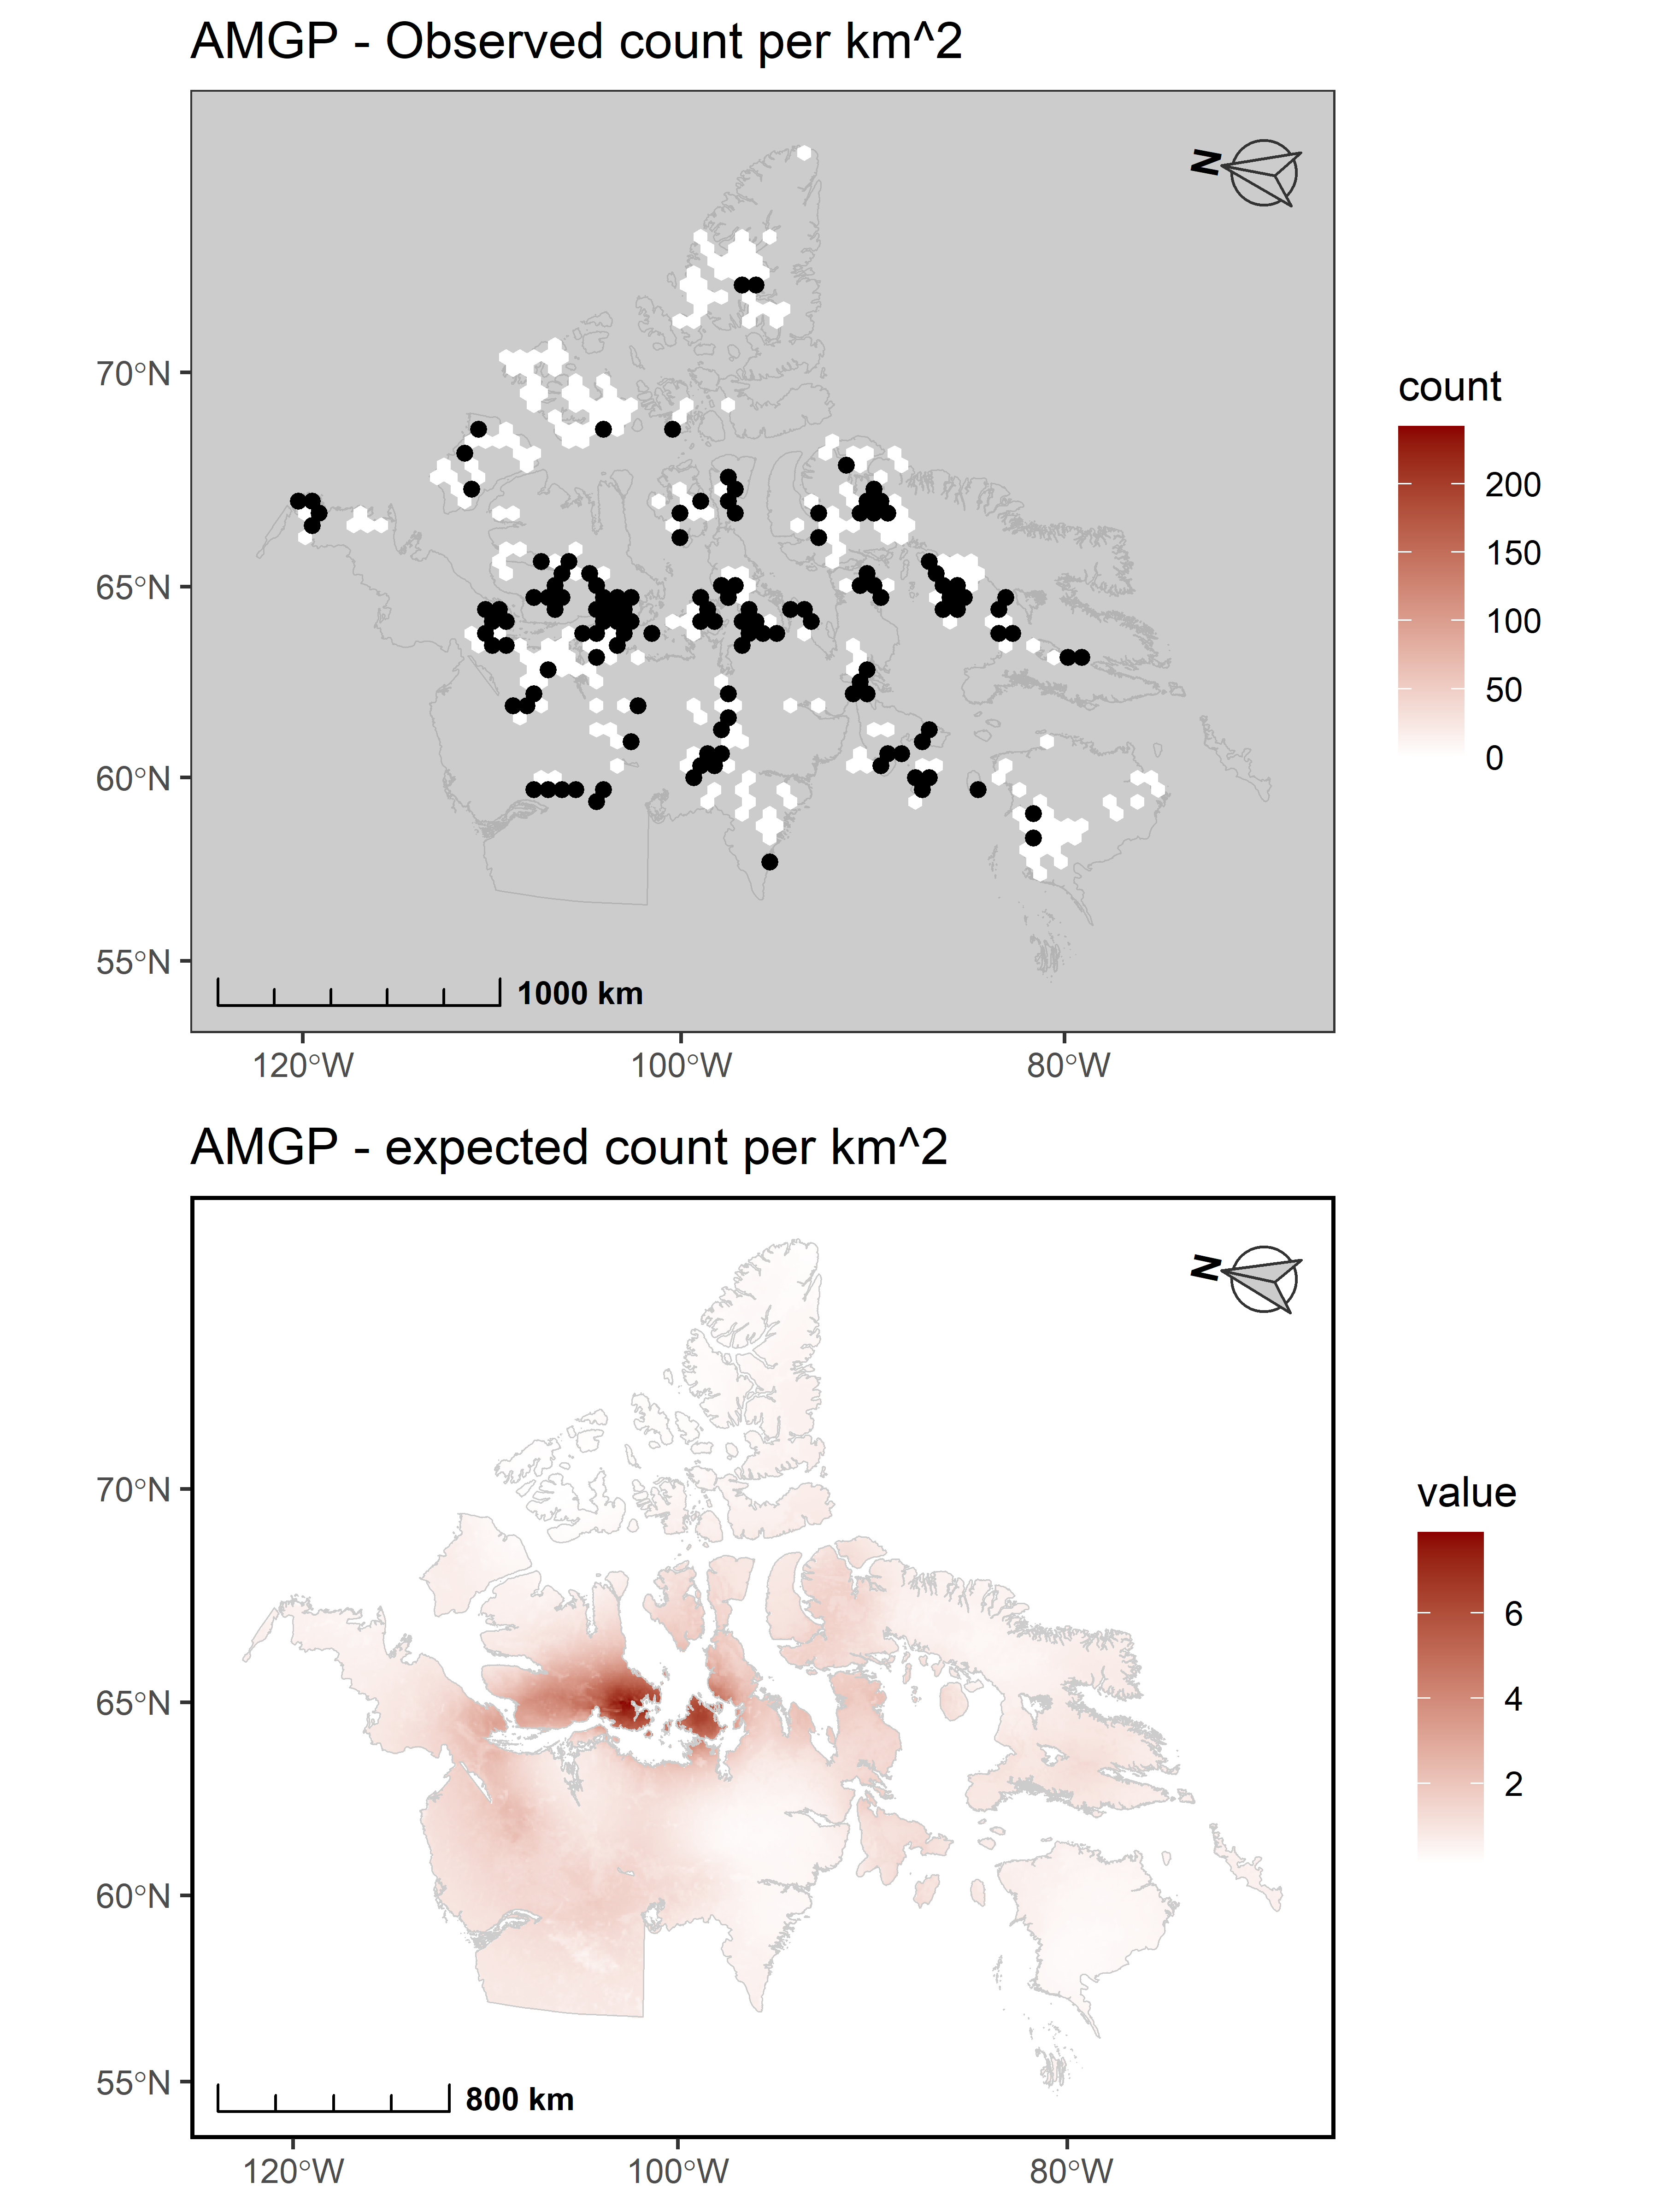 AMGP - Observed count per km^2
N
70°N
65°N
60°N
55°N
1000 km
120°W
100°W
80°W
count
200
150
100
50
0
AMGP - expected count per km^2
N
70°N
65°N
60°N
55°N
800 km
120°W
100°W
80°W
value
6
4
2